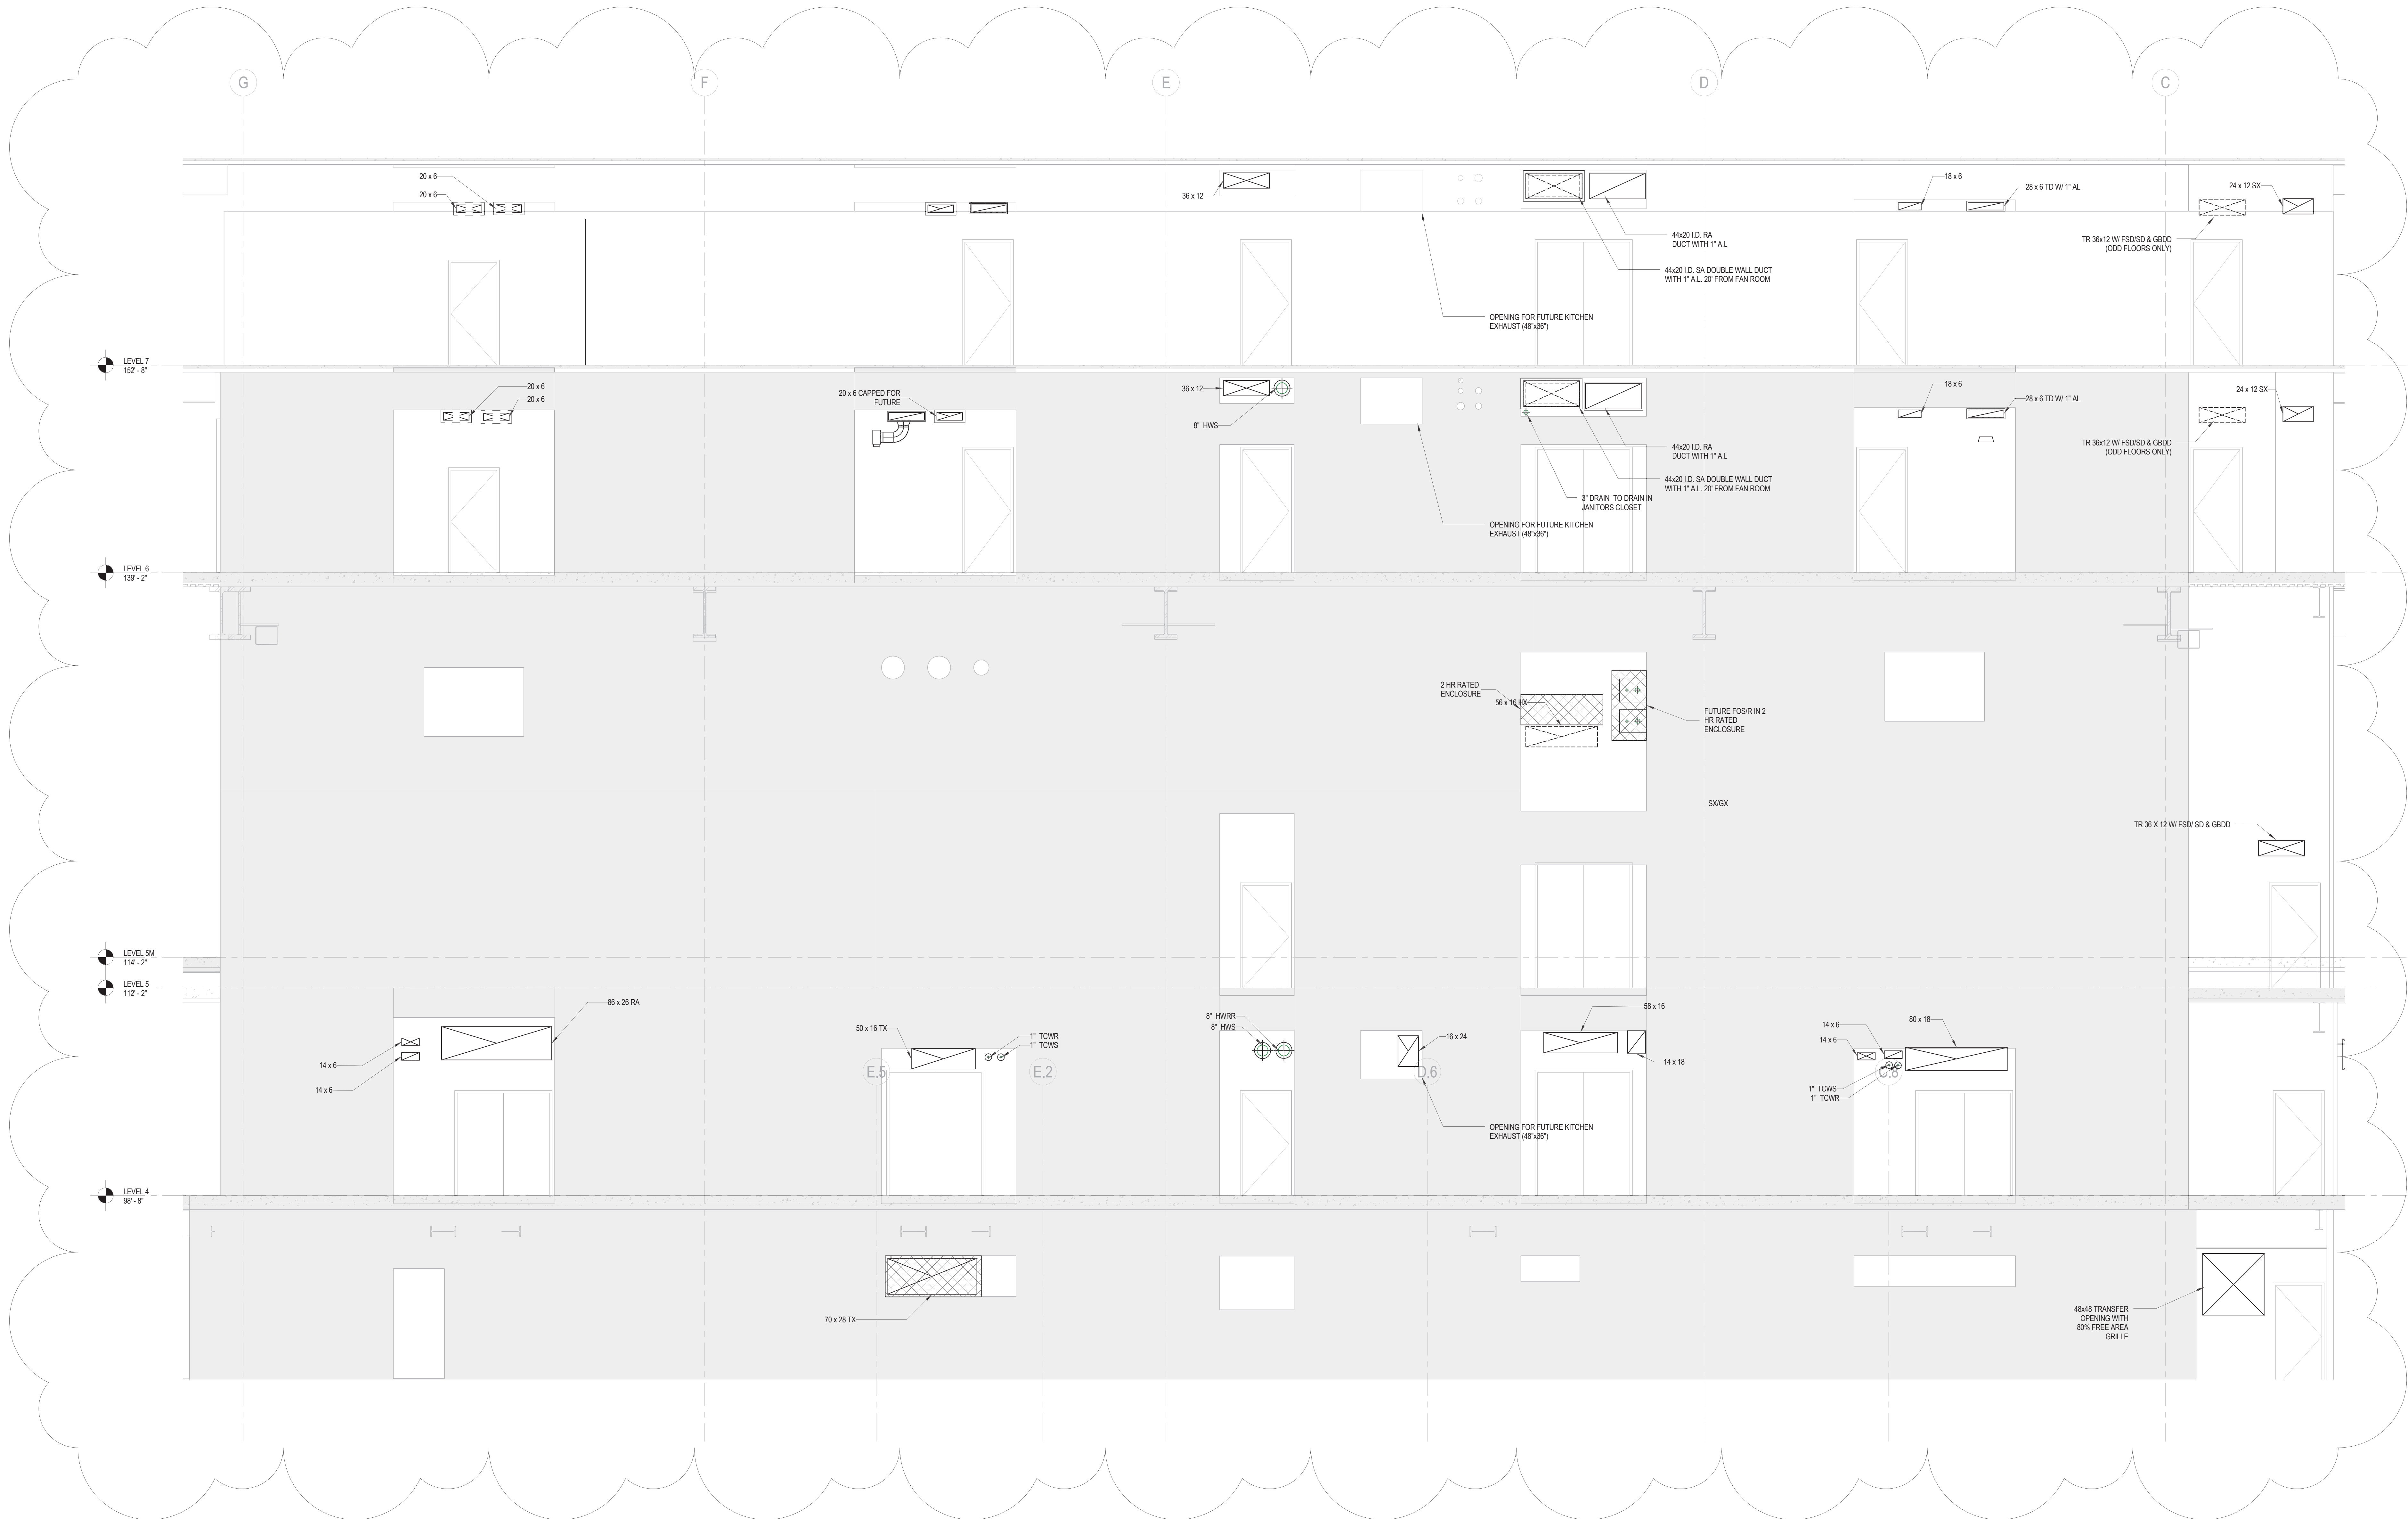 G
F
E
D
C
20 x 6
20 x 6
36 x 12
18 x 6
28 x 6 TD W/ 1" AL
24 x 12 SX
44x20 I.D. RA
DUCT WITH 1" A.L
TR 36x12 W/ FSD/SD & GBDD
(ODD FLOORS ONLY)
44x20 I.D. SA DOUBLE WALL DUCT
WITH 1" A.L. 20' FROM FAN ROOM
OPENING FOR FUTURE KITCHEN
EXHAUST (48"x36")
LEVEL 7
152' - 8"
20 x 6
20 x 6
20 x 6 CAPPED FOR
FUTURE
36 x 12
8" HWS
18 x 6
28 x 6 TD W/ 1" AL
24 x 12 SX
44x20 I.D. RA
DUCT WITH 1" A.L
TR 36x12 W/ FSD/SD & GBDD
(ODD FLOORS ONLY)
44x20 I.D. SA DOUBLE WALL DUCT
WITH 1" A.L. 20' FROM FAN ROOM
3" DRAIN TO DRAIN IN
JANITORS CLOSET
OPENING FOR FUTURE KITCHEN
EXHAUST (48"x36")
LEVEL 6
139' - 2"
2 HR RATED
ENCLOSURE
56 x 16 HX
FUTURE FOS/R IN 2
HR RATED
ENCLOSURE
SX/GX
TR 36 X 12 W/ FSD/ SD & GBDD
LEVEL 5M
114' - 2"
LEVEL 5
112' - 2"
86 x 26 RA
50 x 16 TX
1" TCWR
1" TCWS
8" HWRR
8" HWS
16 x 24
58 x 16
14 x 18
14 x 6
14 x 6
80 x 18
14 x 6
14 x 6
E.5
E.2
D.6
C.8
1" TCWS
1" TCWR
OPENING FOR FUTURE KITCHEN
EXHAUST (48"x36")
LEVEL 4
98' - 8"
70 x 28 TX
48x48 TRANSFER
OPENING WITH
80% FREE AREA
GRILLE